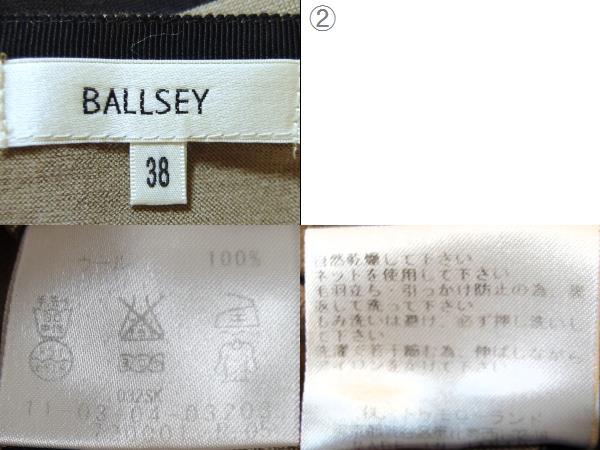 BALLSEY
38
②
ウール 100%
032SK
11-03-04-03203
自然乾燥して下さい
ネットを使用して下さい
毛羽立ち・引っかけ防止の為、裏
返して洗って下さい
もみ洗いは避け、必ず押し洗いし
て下さい
洗濯で若干縮む為、伸ばしながら
アイロンをかけて下さい
トゥモローランド